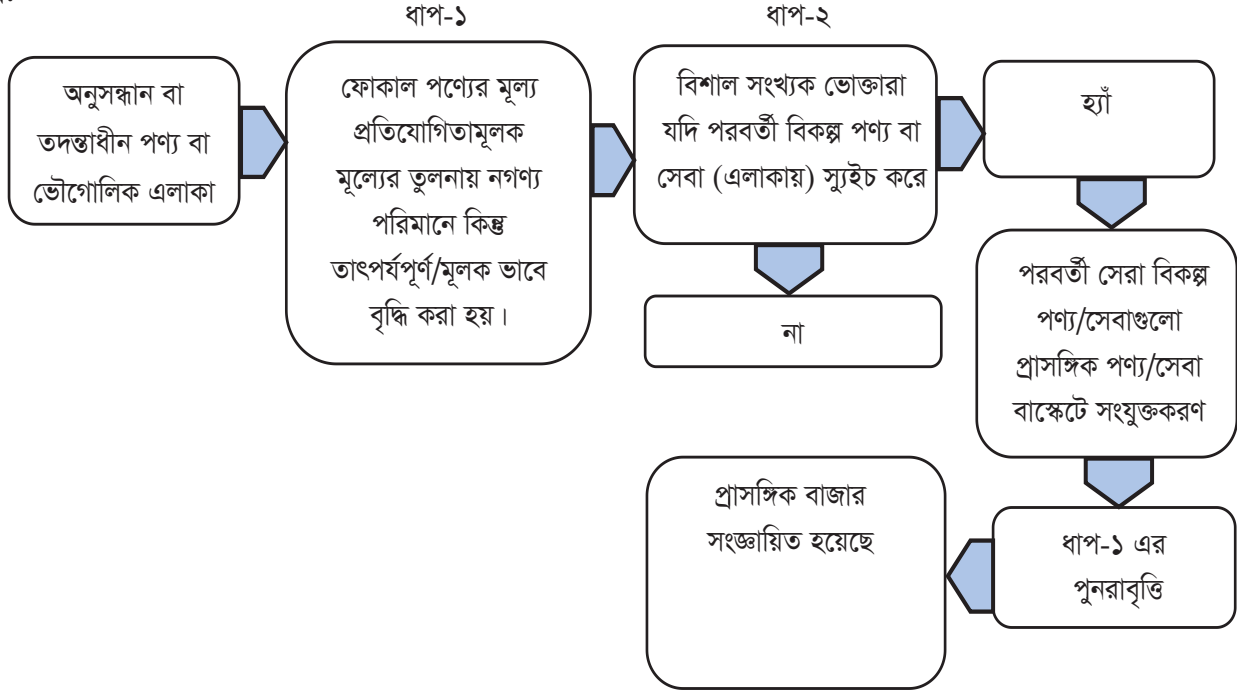 ধাপ-১
ধাপ-২
অনুসন্ধান বা
তদন্তাধীন পণ্য বা
ভৌগোলিক এলাকা
ফোকাল পণ্যের মূল্য
প্রতিযোগিতামূলক
মূল্যের তুলনায় নগণ্য
পরিমানে কিন্তু
তাৎপর্যপূর্ণ/মূলক ভাবে
বৃদ্ধি করা হয়।
বিশাল সংখ্যক ভোক্তারা
যদি পরবর্তী বিকল্প পণ্য বা
সেবা (এলাকায়) স্যুইচ করে
হ্যাঁ
না
পরবর্তী সেরা বিকল্প
পণ্য/সেবাগুলো
প্রাসঙ্গিক পণ্য/সেবা
বাস্কেটে সংযুক্তকরণ
ধাপ-১ এর
পুনরাবৃত্তি
প্রাসঙ্গিক বাজার
সংজ্ঞায়িত হয়েছে